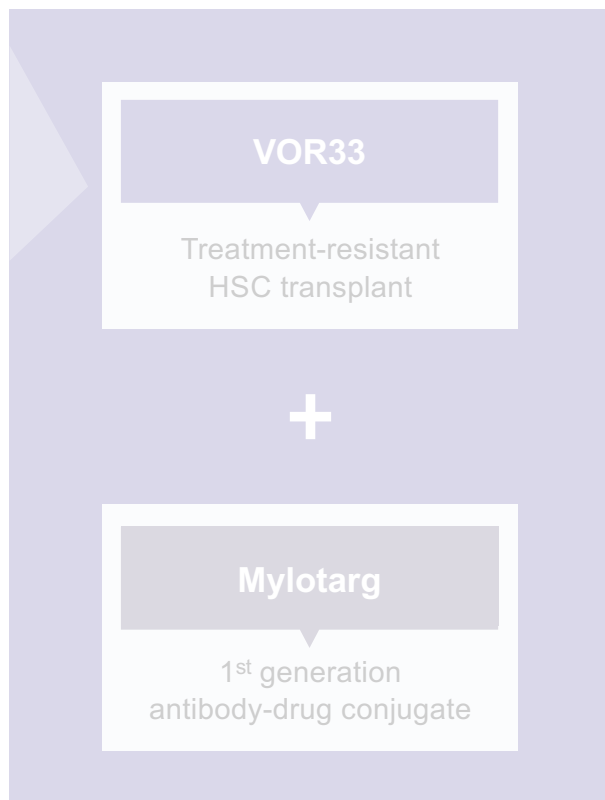 VOR33
Treatment-resistant
HSC transplant
+
Mylotarg
1st generation
antibody-drug conjugate